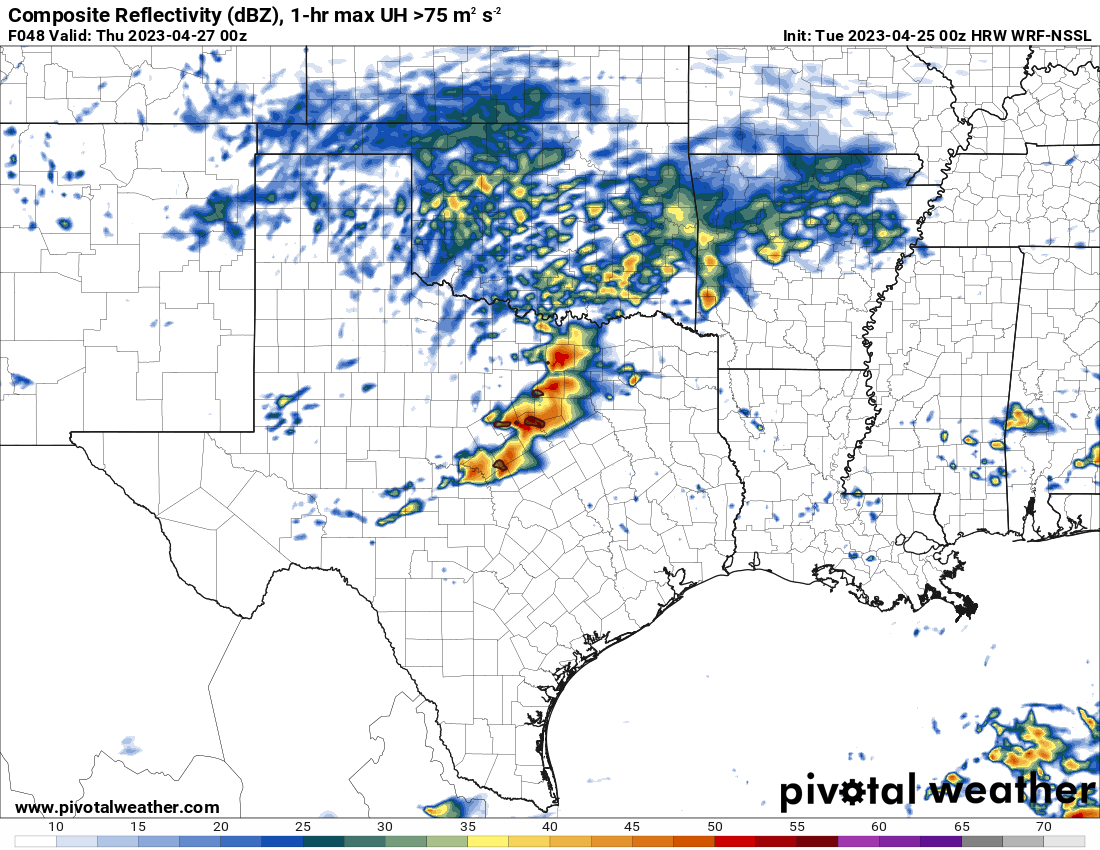 Composite Reflectivity (dBZ), 1-hr max UH >75 m² s⁻²
F048 Valid: Thu 2023-04-27 00z
Init: Tue 2023-04-25 00z HRW WRF-NSSL
pivotal weather
www.pivotalweather.com
10 15 20 25 30 35 40 45 50 55 60 65 70